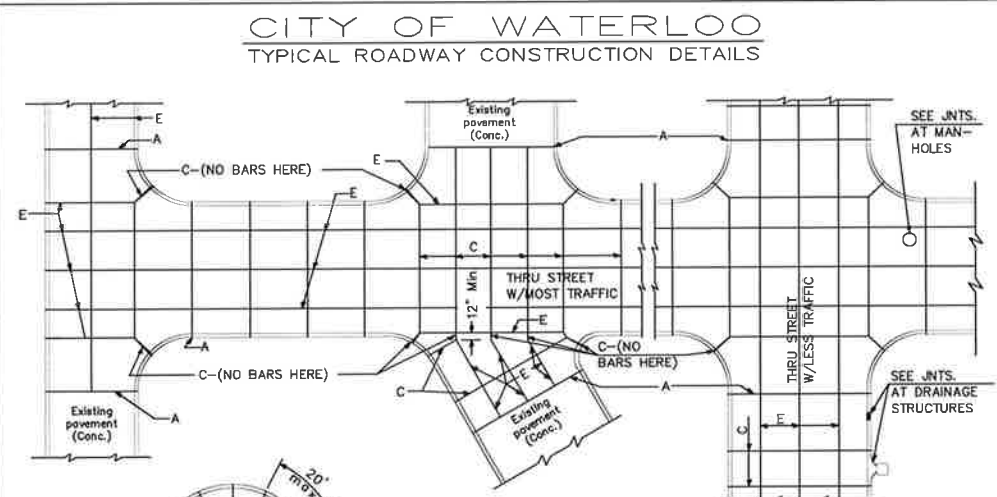 CITY OF WATERLOO
TYPICAL ROADWAY CONSTRUCTION DETAILS
Existing
pavement
(Conc.)
E
A
A
SEE JNTS.
AT MAN-
HOLES
C-(NO BARS HERE)
E
E
E
C
12" Min
THRU STREET
W/MOST TRAFFIC
THRU STREET
W/LESS TRAFFIC
E
A
C-(NO
BARS HERE)
C-(NO BARS HERE)
E
C
A
SEE JNTS.
AT DRAINAGE
STRUCTURES
Existing
pavement
(Conc.)
A
Existing
pavement
(Conc.)
E
C
20'